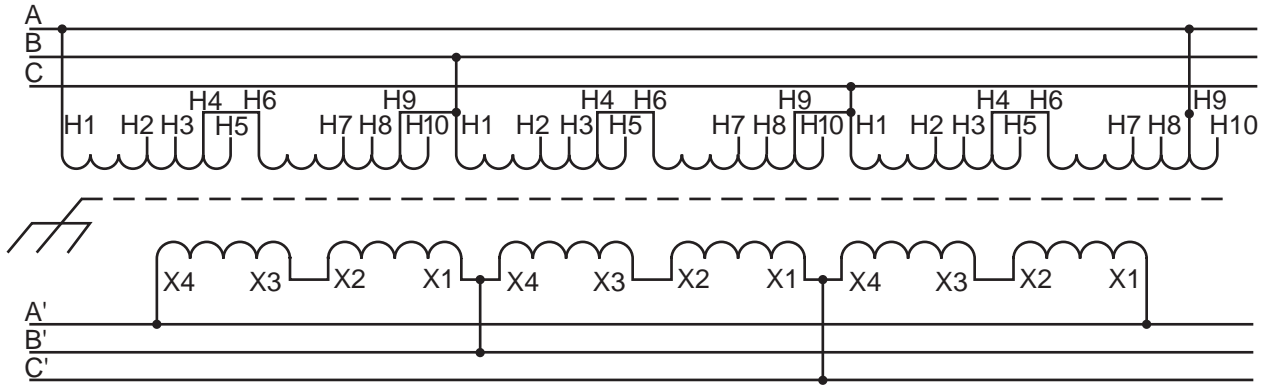 A
B
C
H4 H6 H9 H4 H6 H9 H4 H6 H9
H1 H2 H3 H5 H7 H8 H10 H1 H2 H3 H5 H7 H8 H10 H1 H2 H3 H5 H7 H8 H10
X4 X3 X2 X1 X4 X3 X2 X1 X4 X3 X2 X1
A'
B'
C'